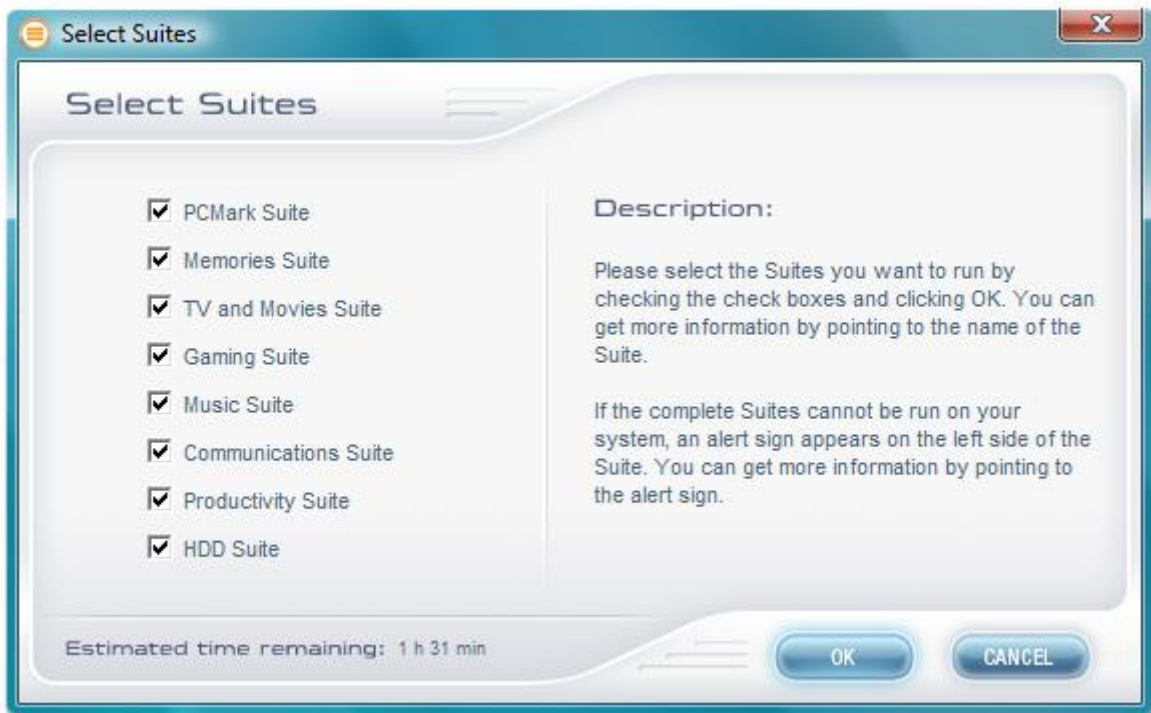 Select Suites
Select Suites
PCMark Suite
Memories Suite
TV and Movies Suite
Gaming Suite
Music Suite
Communications Suite
Productivity Suite
HDD Suite
Description:
Please select the Suites you want to run by
checking the check boxes and clicking OK. You can
get more information by pointing to the name of the
Suite.
If the complete Suites cannot be run on your
system, an alert sign appears on the left side of the
Suite. You can get more information by pointing to
the alert sign.
Estimated time remaining: 1 h 31 min
OK
CANCEL